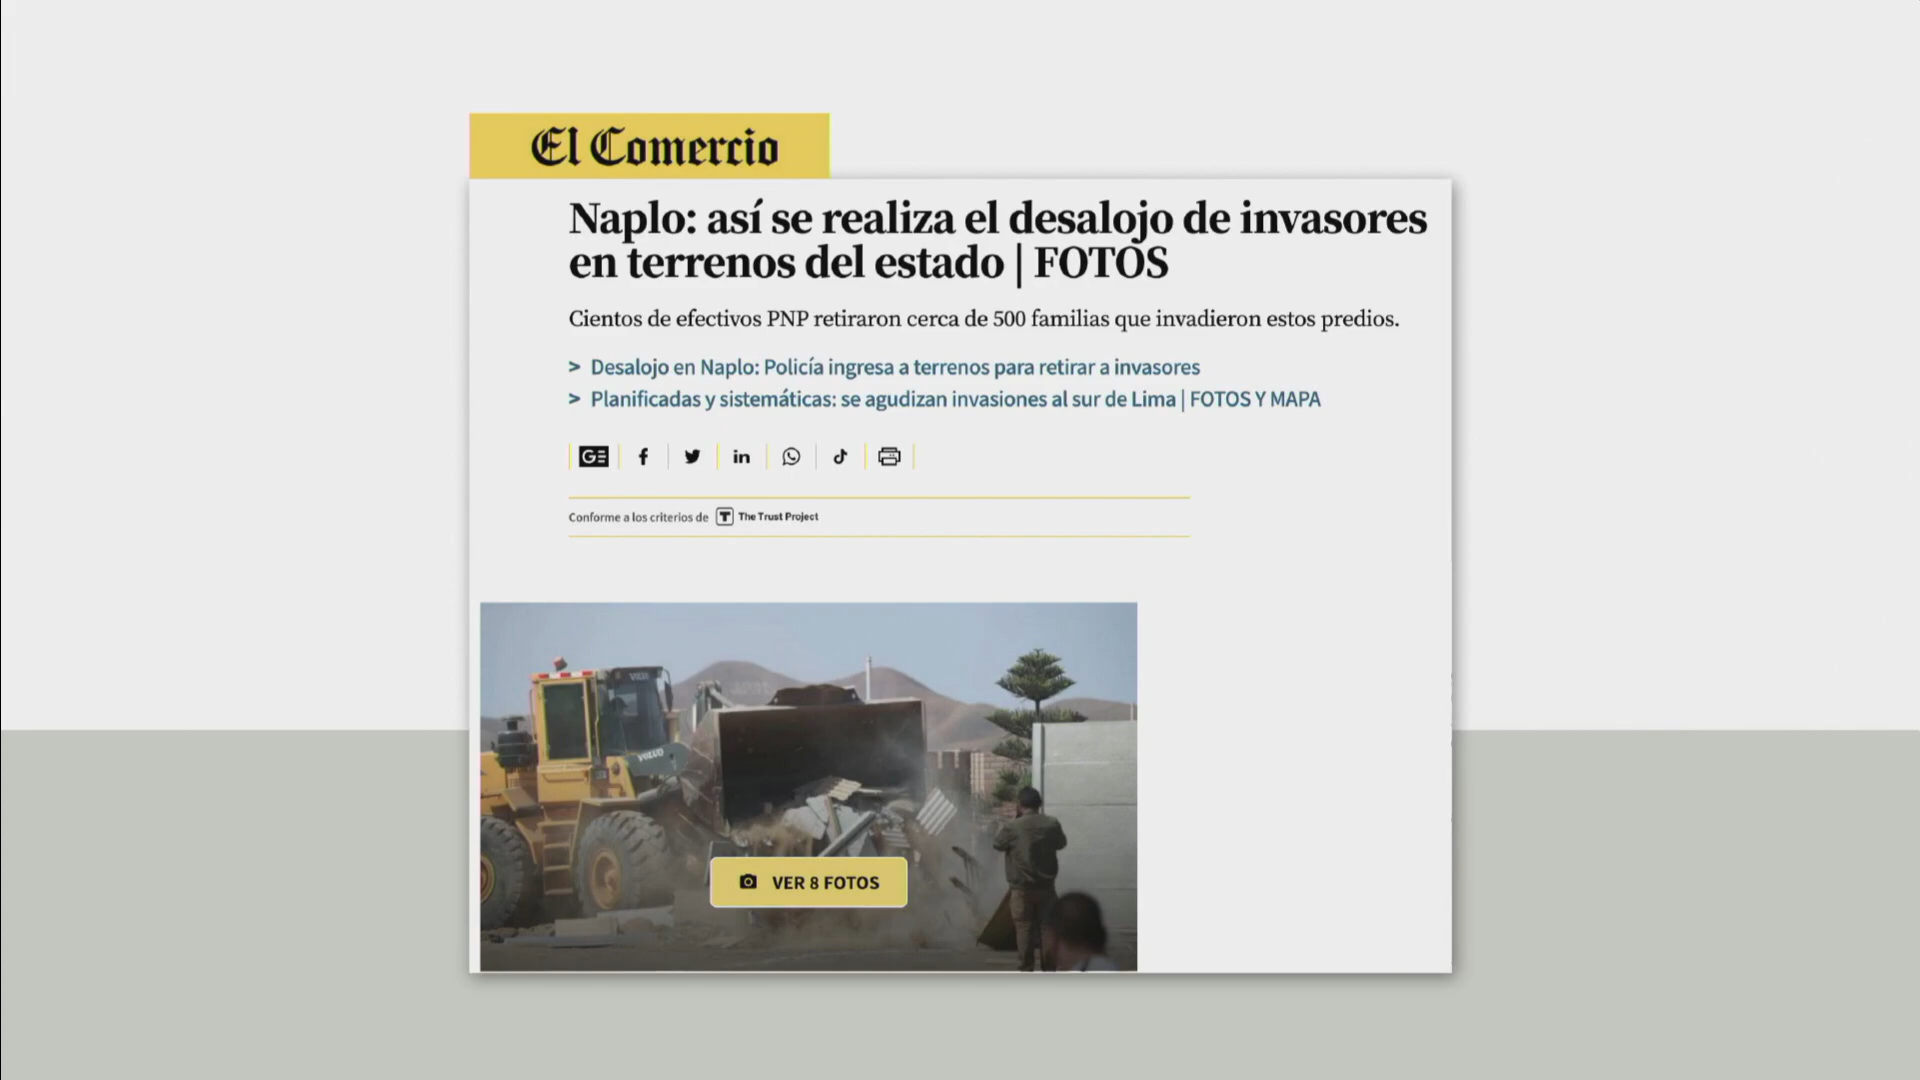 El Comercio
Naplo: así se realiza el desalojo de invasores
en terrenos del estado | FOTOS
Cientos de efectivos PNP retiraron cerca de 500 familias que invadieron estos predios.
> Desalojo en Naplo: Policía ingresa a terrenos para retirar a invasores
> Planificadas y sistemáticas: se agudizan invasiones al sur de Lima | FOTOS Y MAPA
Conforme a los criterios de The Trust Project
VOLVO
VER 8 FOTOS